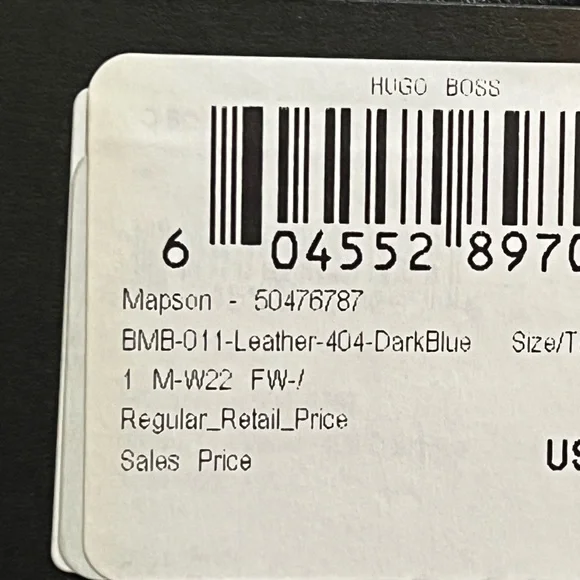 HUGO BOSS
6 04552 8970
Mapson - 50476787
BMB-011-Leather-404-DarkBlue Size/T
1 M-W22 FW-/
Regular_Retail_Price
US
Sales Price